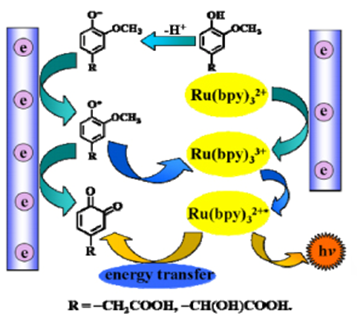 O⁻
OCH₃
R
-H⁺
OH
OCH₃
R
e
e
e
e
e
e
e
Ru(bpy)₃²⁺
O•
OCH₃
R
Ru(bpy)₃³⁺
O
O
R
Ru(bpy)₃²⁺*
energy transfer
hν
R = –CH₂COOH, –CH(OH)COOH.